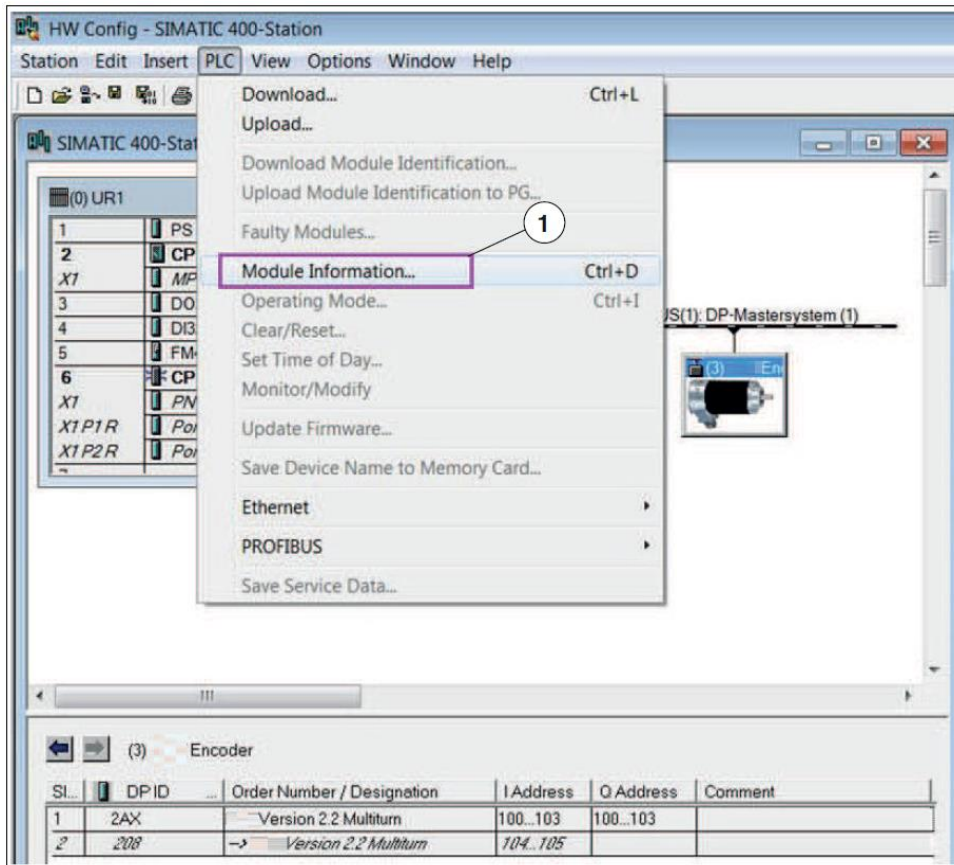 HW Config - SIMATIC 400-Station
Station Edit Insert PLC View Options Window Help
SIMATIC 400-Stat
(0) UR1
1 PS
2 CP
X1 MP
3 DO
4 DI3
5 FM
6 CP
X1 PN
X1 P1 R Po
X1 P2 R Po
Download... Ctrl+L
Upload...
Download Module Identification...
Upload Module Identification to PG...
Faulty Modules...
1
Module Information... Ctrl+D
Operating Mode... Ctrl+I
Clear/Reset...
Set Time of Day...
Monitor/Modify
Update Firmware...
Save Device Name to Memory Card...
Ethernet
PROFIBUS
Save Service Data...
US(1): DP-Mastersystem (1)
(3) En
(3) Encoder
Sl... DP ID ... Order Number / Designation I Address Q Address Comment
1 2AX Version 2.2 Multiturn 100...103 100...103
2 208 --> Version 2.2 Multiturn 104...105